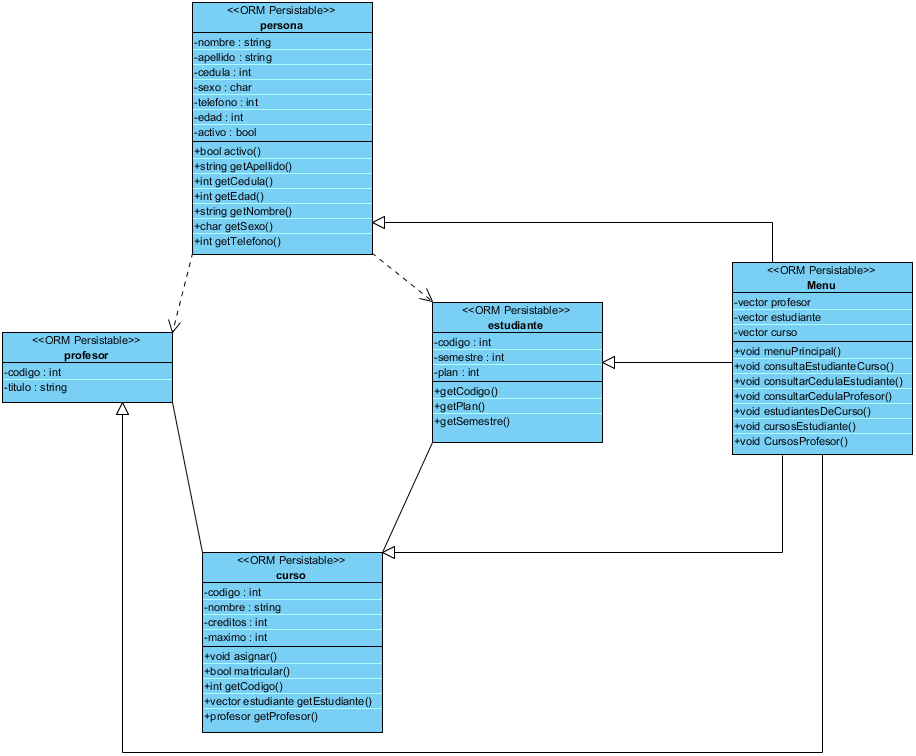 <<ORM Persistable>>
persona
-nombre : string
-apellido : string
-cedula : int
-sexo : char
-telefono : int
-edad : int
-activo : bool
+bool activo()
+string getApellido()
+int getCedula()
+int getEdad()
+string getNombre()
+char getSexo()
+int getTelefono()
<<ORM Persistable>>
Menu
-vector profesor
-vector estudiante
-vector curso
+void menuPrincipal()
+void consultaEstudianteCurso()
+void consultarCedulaEstudiante()
+void consultarCedulaProfesor()
+void estudiantesDeCurso()
+void cursosEstudiante()
+void CursosProfesor()
<<ORM Persistable>>
estudiante
-codigo : int
-semestre : int
-plan : int
+getCodigo()
+getPlan()
+getSemestre()
<<ORM Persistable>>
profesor
-codigo : int
-titulo : string
<<ORM Persistable>>
curso
-codigo : int
-nombre : string
-creditos : int
-maximo : int
+void asignar()
+bool matricular()
+int getCodigo()
+vector estudiante getEstudiante()
+profesor getProfesor()